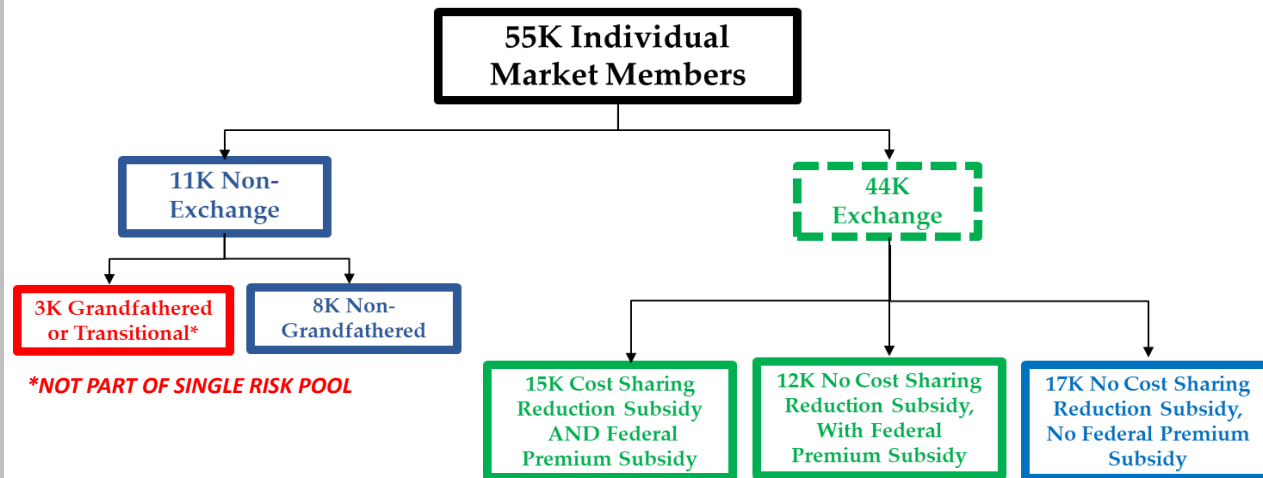 55K Individual
Market Members
11K Non-
Exchange
44K
Exchange
3K Grandfathered
or Transitional*
8K Non-
Grandfathered
*NOT PART OF SINGLE RISK POOL
15K Cost Sharing
Reduction Subsidy
AND Federal
Premium Subsidy
12K No Cost Sharing
Reduction Subsidy,
With Federal
Premium Subsidy
17K No Cost Sharing
Reduction Subsidy,
No Federal Premium
Subsidy